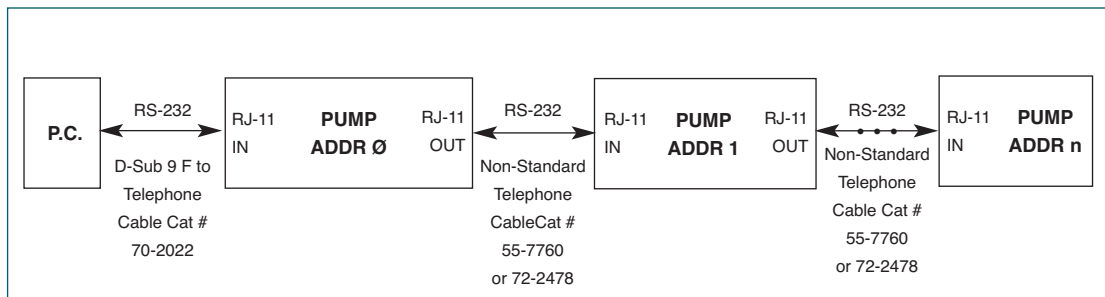 P.C.
RS-232
D-Sub 9 F to
Telephone
Cable Cat #
70-2022
RJ-11
IN
PUMP
ADDR Ø
RJ-11
OUT
RS-232
Non-Standard
Telephone
CableCat #
55-7760
or 72-2478
RJ-11
IN
PUMP
ADDR 1
RJ-11
OUT
RS-232
Non-Standard
Telephone
Cable Cat #
55-7760
or 72-2478
RJ-11
IN
PUMP
ADDR n